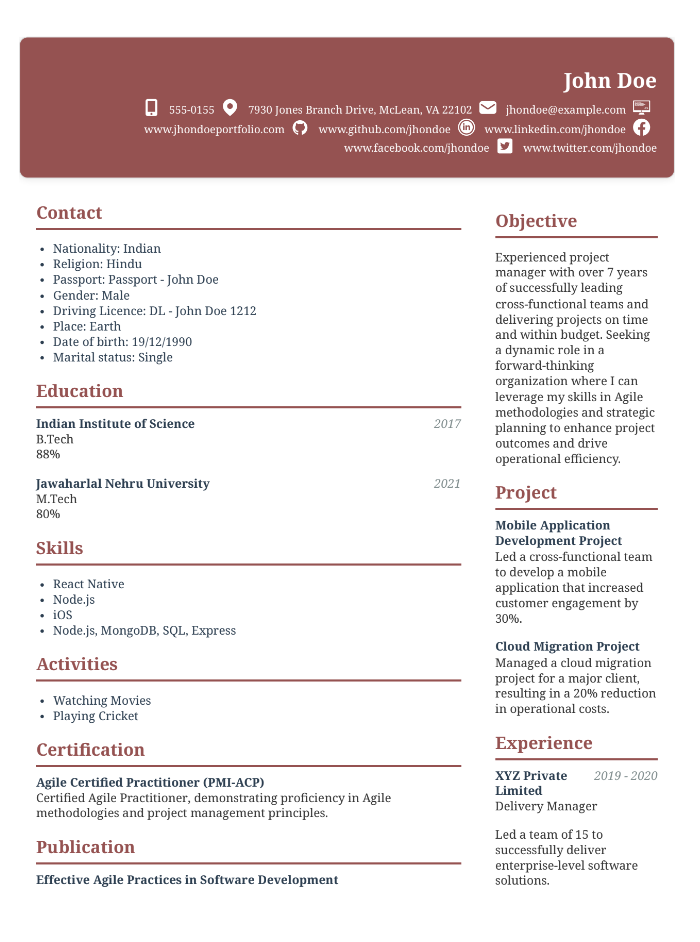 John Doe
555-0155 7930 Jones Branch Drive, McLean, VA 22102 jhondoe@example.com
www.jhondoeportfolio.com www.github.com/jhondoe www.linkedin.com/jhondoe
www.facebook.com/jhondoe www.twitter.com/jhondoe
Contact
• Nationality: Indian
• Religion: Hindu
• Passport: Passport - John Doe
• Gender: Male
• Driving Licence: DL - John Doe 1212
• Place: Earth
• Date of birth: 19/12/1990
• Marital status: Single
Education
Indian Institute of Science 2017
B.Tech
88%
Jawaharlal Nehru University 2021
M.Tech
80%
Skills
• React Native
• Node.js
• iOS
• Node.js, MongoDB, SQL, Express
Activities
• Watching Movies
• Playing Cricket
Certification
Agile Certified Practitioner (PMI-ACP)
Certified Agile Practitioner, demonstrating proficiency in Agile
methodologies and project management principles.
Publication
Effective Agile Practices in Software Development
Objective
Experienced project
manager with over 7 years
of successfully leading
cross-functional teams and
delivering projects on time
and within budget. Seeking
a dynamic role in a
forward-thinking
organization where I can
leverage my skills in Agile
methodologies and strategic
planning to enhance project
outcomes and drive
operational efficiency.
Project
Mobile Application
Development Project
Led a cross-functional team
to develop a mobile
application that increased
customer engagement by
30%.
Cloud Migration Project
Managed a cloud migration
project for a major client,
resulting in a 20% reduction
in operational costs.
Experience
XYZ Private 2019 - 2020
Limited
Delivery Manager
Led a team of 15 to
successfully deliver
enterprise-level software
solutions.